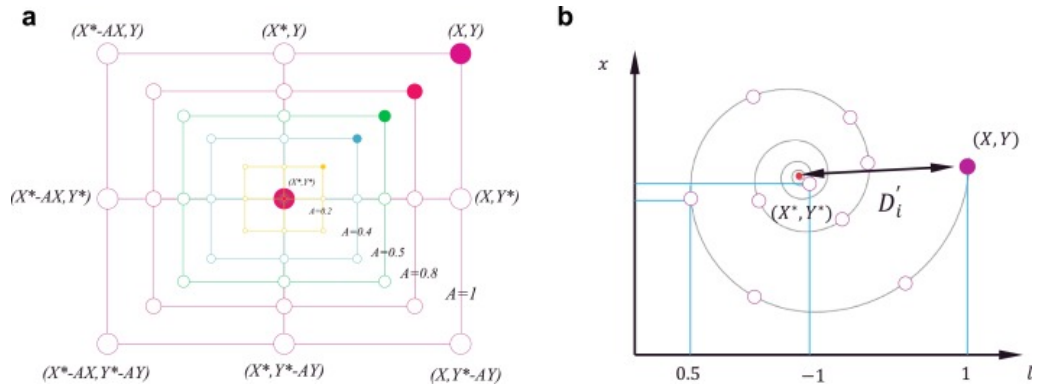 a
(X*-AX,Y) (X*,Y) (X,Y)
(X*-AX,Y*) (X*,Y*) (X,Y*)
A=0.2
A=0.4
A=0.5
A=0.8
A=1
(X*-AX,Y*-AY) (X*,Y*-AY) (X,Y*-AY)
b
x
(X,Y)
(X*,Y*) D'i
0.5 -1 1 l